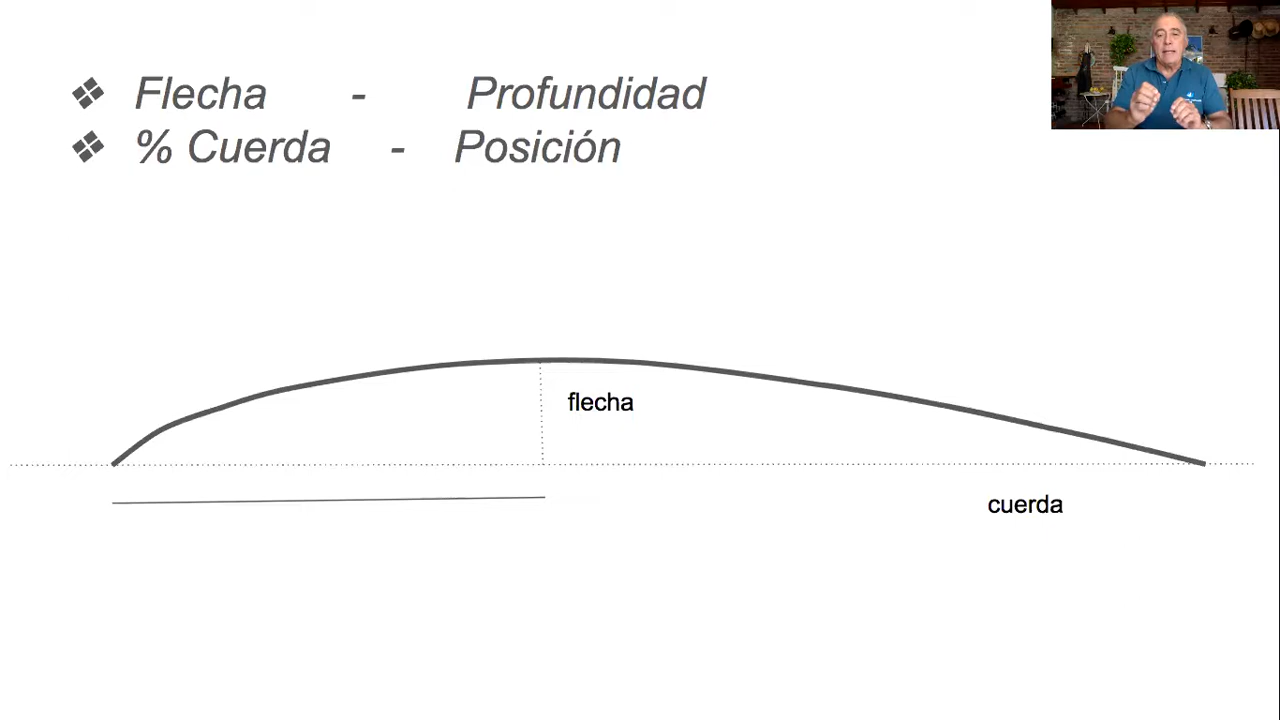 ❖ Flecha - Profundidad
❖ % Cuerda - Posición
flecha
cuerda